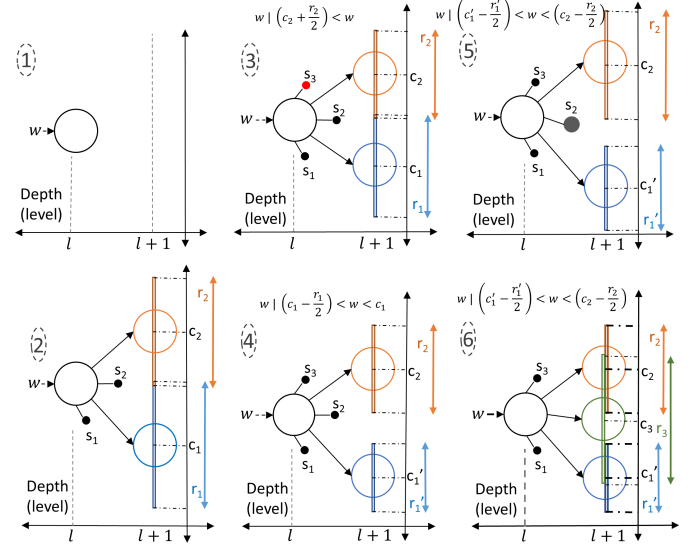 1
w
Depth
(level)
l
l + 1
w | (c₂ + r₂/2) < w
3
r₂
s₃
c₂
w
s₂
s₁
c₁
Depth
(level)
r₁
l
l + 1
w | (c₁′ − r₁′/2) < w < (c₂ − r₂/2)
5
r₂
s₃
c₂
s₂
w
s₁
c₁′
Depth
(level)
r₁′
l
l + 1
2
r₂
c₂
s₂
w
s₁
c₁
Depth
(level)
r₁
l
l + 1
w | (c₁ − r₁/2) < w < c₁
4
r₂
s₃
c₂
w
s₂
s₁
c₁′
Depth
(level)
r₁′
l
l + 1
w | (c₁′ − r₁′/2) < w < (c₂ − r₂/2)
6
r₂
s₃
c₂
w
c₃
r₃
s₁
c₁′
Depth
(level)
r₁′
l
l + 1